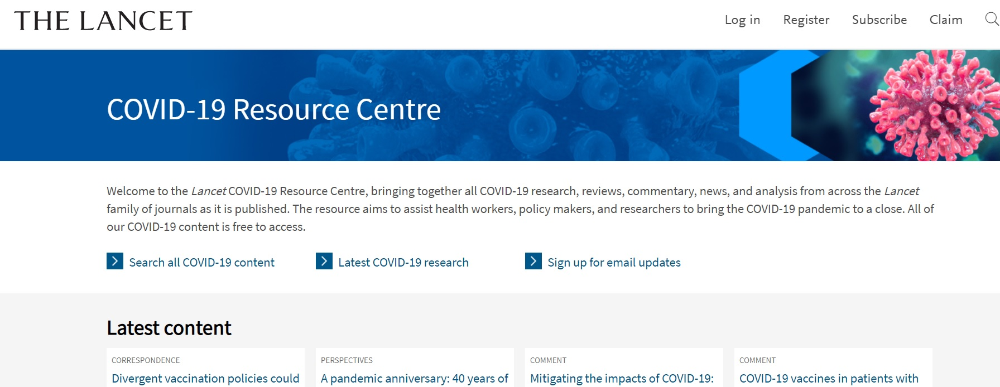 THE LANCET
Log in Register Subscribe Claim
COVID-19 Resource Centre
Welcome to the Lancet COVID-19 Resource Centre, bringing together all COVID-19 research, reviews, commentary, news, and analysis from across the Lancet
family of journals as it is published. The resource aims to assist health workers, policy makers, and researchers to bring the COVID-19 pandemic to a close. All of
our COVID-19 content is free to access.
Search all COVID-19 content Latest COVID-19 research Sign up for email updates
Latest content
CORRESPONDENCE
Divergent vaccination policies could
PERSPECTIVES
A pandemic anniversary: 40 years of
COMMENT
Mitigating the impacts of COVID-19:
COMMENT
COVID-19 vaccines in patients with